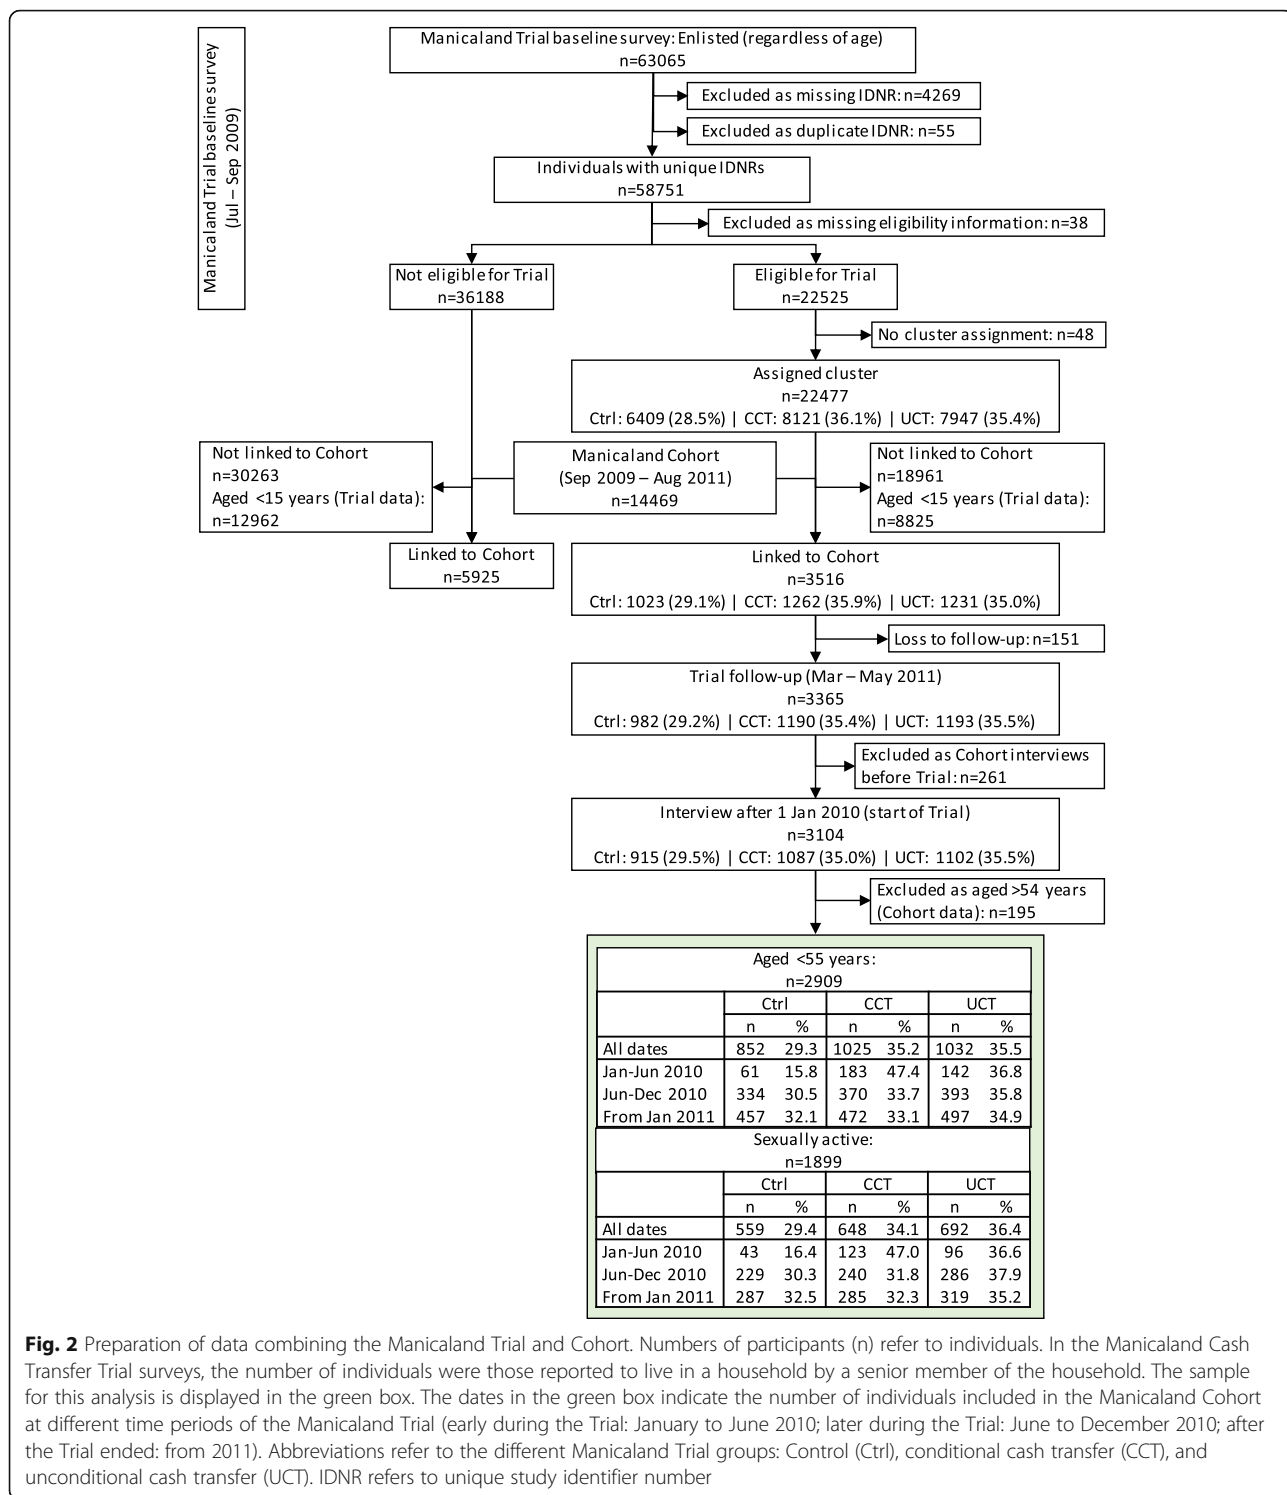 Manicaland Trial baseline survey
(Jul – Sep 2009)
Manicaland Trial baseline survey: Enlisted (regardless of age)
n=63065
Excluded as missing IDNR: n=4269
Excluded as duplicate IDNR: n=55
Individuals with unique IDNRs
n=58751
Excluded as missing eligibility information: n=38
Not eligible for Trial
n=36188
Eligible for Trial
n=22525
No cluster assignment: n=48
Assigned cluster
n=22477
Ctrl: 6409 (28.5%) | CCT: 8121 (36.1%) | UCT: 7947 (35.4%)
Not linked to Cohort
n=30263
Aged <15 years (Trial data):
n=12962
Manicaland Cohort
(Sep 2009 – Aug 2011)
n=14469
Not linked to Cohort
n=18961
Aged <15 years (Trial data):
n=8825
Linked to Cohort
n=5925
Linked to Cohort
n=3516
Ctrl: 1023 (29.1%) | CCT: 1262 (35.9%) | UCT: 1231 (35.0%)
Loss to follow-up: n=151
Trial follow-up (Mar – May 2011)
n=3365
Ctrl: 982 (29.2%) | CCT: 1190 (35.4%) | UCT: 1193 (35.5%)
Excluded as Cohort interviews
before Trial: n=261
Interview after 1 Jan 2010 (start of Trial)
n=3104
Ctrl: 915 (29.5%) | CCT: 1087 (35.0%) | UCT: 1102 (35.5%)
Excluded as aged >54 years
(Cohort data): n=195
Aged <55 years:
n=2909
Ctrl CCT UCT
n % n % n %
All dates 852 29.3 1025 35.2 1032 35.5
Jan-Jun 2010 61 15.8 183 47.4 142 36.8
Jun-Dec 2010 334 30.5 370 33.7 393 35.8
From Jan 2011 457 32.1 472 33.1 497 34.9
Sexually active:
n=1899
Ctrl CCT UCT
n % n % n %
All dates 559 29.4 648 34.1 692 36.4
Jan-Jun 2010 43 16.4 123 47.0 96 36.6
Jun-Dec 2010 229 30.3 240 31.8 286 37.9
From Jan 2011 287 32.5 285 32.3 319 35.2
Fig. 2 Preparation of data combining the Manicaland Trial and Cohort. Numbers of participants (n) refer to individuals. In the Manicaland Cash
Transfer Trial surveys, the number of individuals were those reported to live in a household by a senior member of the household. The sample
for this analysis is displayed in the green box. The dates in the green box indicate the number of individuals included in the Manicaland Cohort
at different time periods of the Manicaland Trial (early during the Trial: January to June 2010; later during the Trial: June to December 2010; after
the Trial ended: from 2011). Abbreviations refer to the different Manicaland Trial groups: Control (Ctrl), conditional cash transfer (CCT), and
unconditional cash transfer (UCT). IDNR refers to unique study identifier number